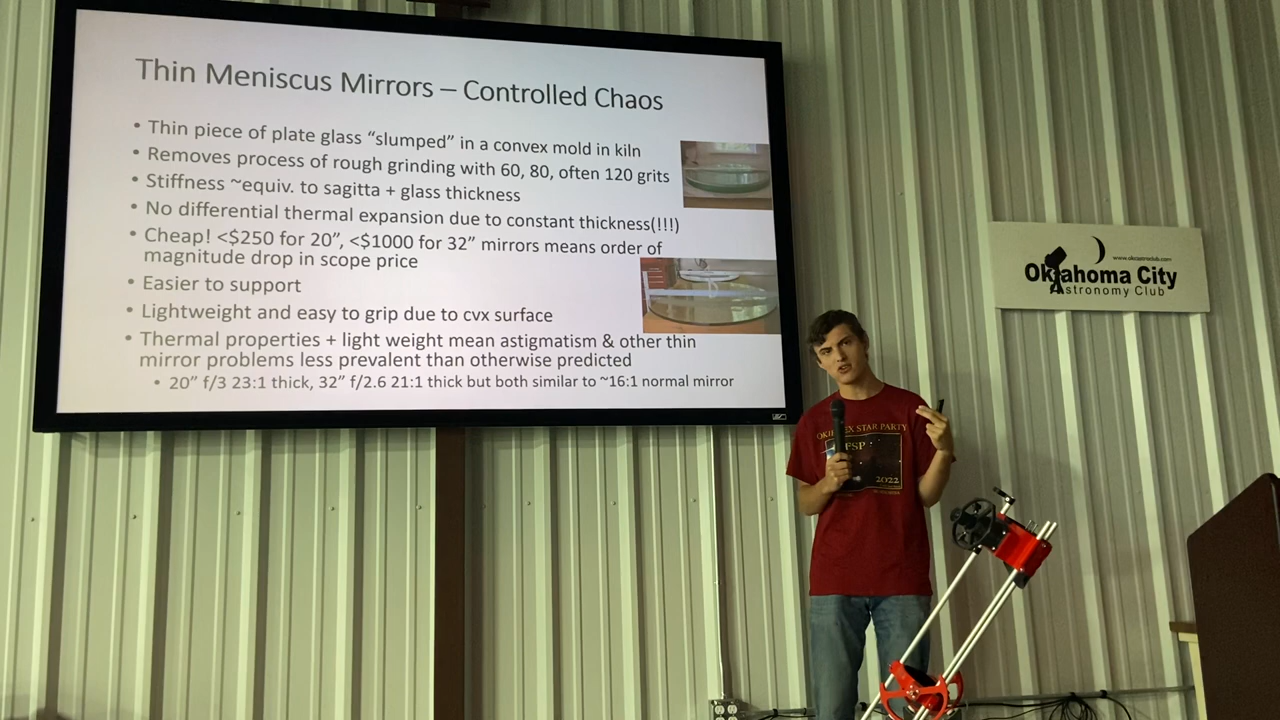 Thin Meniscus Mirrors – Controlled Chaos
• Thin piece of plate glass “slumped” in a convex mold in kiln
• Removes process of rough grinding with 60, 80, often 120 grits
• Stiffness ~equiv. to sagitta + glass thickness
• No differential thermal expansion due to constant thickness(!!!)
• Cheap! <$250 for 20”, <$1000 for 32” mirrors means order of
magnitude drop in scope price
• Easier to support
• Lightweight and easy to grip due to cvx surface
• Thermal properties + light weight mean astigmatism & other thin
mirror problems less prevalent than otherwise predicted
• 20” f/3 23:1 thick, 32” f/2.6 21:1 thick but both similar to ~16:1 normal mirror
www.okcastroclub.com
Oklahoma City
Astronomy Club
STAR PARTY
2022